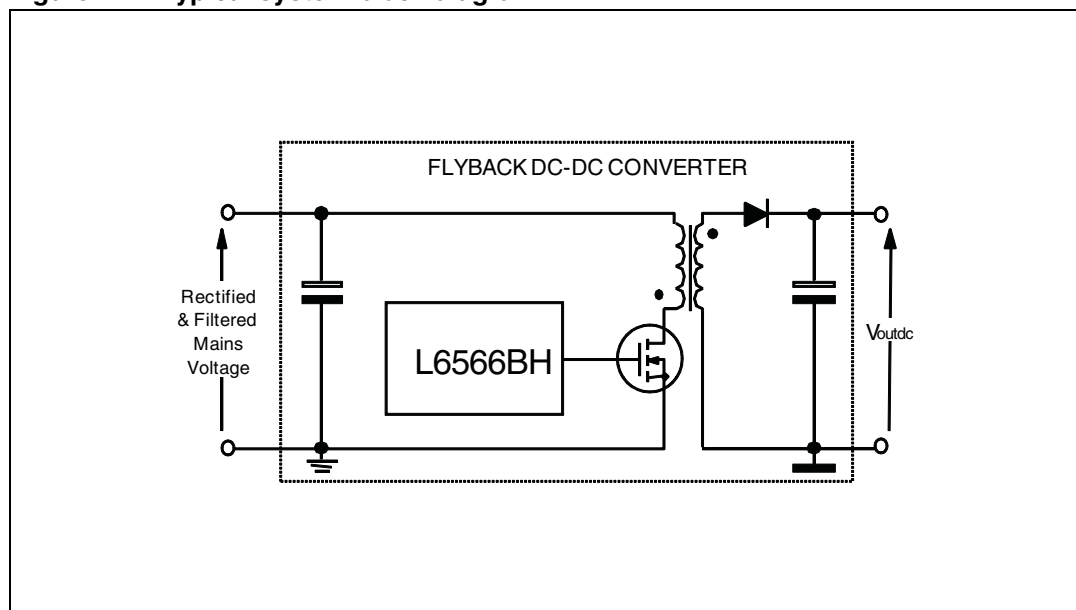 FLYBACK DC-DC CONVERTER
Rectified
& Filtered
Mains
Voltage
L6566BH
Voutdc